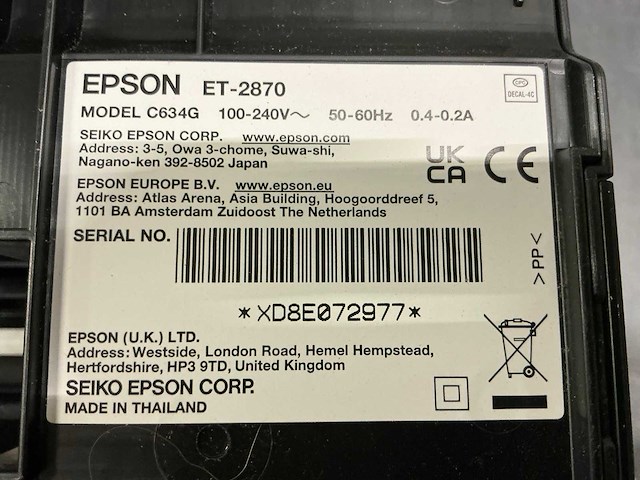 EPSON ET-2870
CPC
DECAL-4C
MODEL C634G 100-240V~ 50-60Hz 0.4-0.2A
SEIKO EPSON CORP. www.epson.com
Address: 3-5, Owa 3-chome, Suwa-shi,
Nagano-ken 392-8502 Japan
UK
CA CE
EPSON EUROPE B.V. www.epson.eu
Address: Atlas Arena, Asia Building, Hoogoorddreef 5,
1101 BA Amsterdam Zuidoost The Netherlands
SERIAL NO.
>PP<
*XD8E072977*
EPSON (U.K.) LTD.
Address: Westside, London Road, Hemel Hempstead,
Hertfordshire, HP3 9TD, United Kingdom
SEIKO EPSON CORP.
MADE IN THAILAND